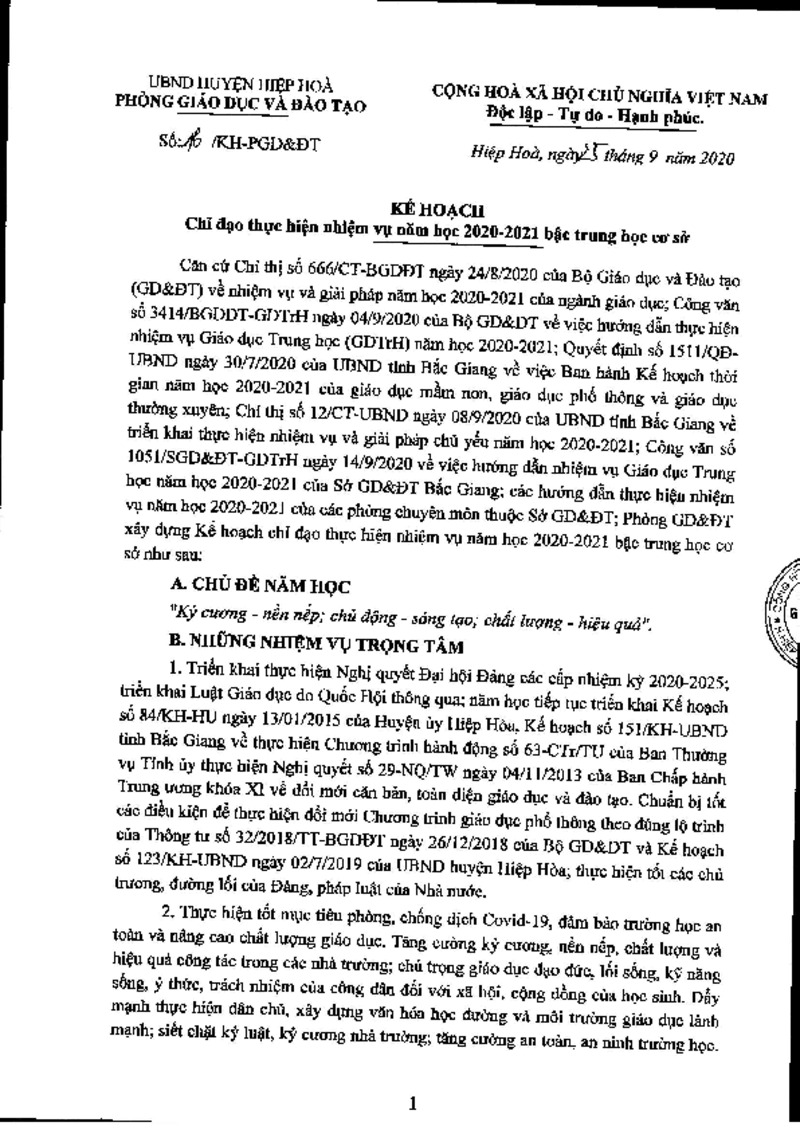 UBND HUYỆN HIỆP HOÀ
PHÒNG GIÁO DỤC VÀ ĐÀO TẠO
CỘNG HOÀ XÃ HỘI CHỦ NGHĨA VIỆT NAM
Độc lập - Tự do - Hạnh phúc.
Số: /KH-PGD&ĐT
Hiệp Hoà, ngày 25 tháng 9 năm 2020
KẾ HOẠCH
Chỉ đạo thực hiện nhiệm vụ năm học 2020-2021 bậc trung học cơ sở
Căn cứ Chỉ thị số 666/CT-BGDĐT ngày 24/8/2020 của Bộ Giáo dục và Đào tạo
(GD&ĐT) về nhiệm vụ và giải pháp năm học 2020-2021 của ngành giáo dục; Công văn
số 3414/BGDĐT-GDTrH ngày 04/9/2020 của Bộ GD&ĐT về việc hướng dẫn thực hiện
nhiệm vụ Giáo dục Trung học (GDTrH) năm học 2020-2021; Quyết định số 1511/QĐ-
UBND ngày 30/7/2020 của UBND tỉnh Bắc Giang về việc Ban hành Kế hoạch thời
gian năm học 2020-2021 của giáo dục mầm non, giáo dục phổ thông và giáo dục
thường xuyên; Chỉ thị số 12/CT-UBND ngày 08/9/2020 của UBND tỉnh Bắc Giang về
triển khai thực hiện nhiệm vụ và giải pháp chủ yếu năm học 2020-2021; Công văn số
1051/SGD&ĐT-GDTrH ngày 14/9/2020 về việc hướng dẫn nhiệm vụ Giáo dục Trung
học năm học 2020-2021 của Sở GD&ĐT Bắc Giang; các hướng dẫn thực hiện nhiệm
vụ năm học 2020-2021 của các phòng chuyên môn thuộc Sở GD&ĐT; Phòng GD&ĐT
xây dựng Kế hoạch chỉ đạo thực hiện nhiệm vụ năm học 2020-2021 bậc trung học cơ
sở như sau:
A. CHỦ ĐỀ NĂM HỌC
"Kỷ cương - nền nếp; chủ động - sáng tạo; chất lượng - hiệu quả".
B. NHỮNG NHIỆM VỤ TRỌNG TÂM
1. Triển khai thực hiện Nghị quyết Đại hội Đảng các cấp nhiệm kỳ 2020-2025;
triển khai Luật Giáo dục do Quốc Hội thông qua; năm học tiếp tục triển khai Kế hoạch
số 84/KH-HU ngày 13/01/2015 của Huyện ủy Hiệp Hòa, Kế hoạch số 151/KH-UBND
tỉnh Bắc Giang về thực hiện Chương trình hành động số 63-CTr/TU của Ban Thường
vụ Tỉnh ủy thực hiện Nghị quyết số 29-NQ/TW ngày 04/11/2013 của Ban Chấp hành
Trung ương khóa XI về đổi mới căn bản, toàn diện giáo dục và đào tạo. Chuẩn bị tốt
các điều kiện để thực hiện đổi mới Chương trình giáo dục phổ thông theo đúng lộ trình
của Thông tư số 32/2018/TT-BGDĐT ngày 26/12/2018 của Bộ GD&ĐT và Kế hoạch
số 123/KH-UBND ngày 02/7/2019 của UBND huyện Hiệp Hòa; thực hiện tốt các chủ
trương, đường lối của Đảng, pháp luật của Nhà nước.
2. Thực hiện tốt mục tiêu phòng, chống dịch Covid-19, đảm bảo trường học an
toàn và nâng cao chất lượng giáo dục. Tăng cường kỷ cương, nền nếp, chất lượng và
hiệu quả công tác trong các nhà trường; chú trọng giáo dục đạo đức, lối sống, kỹ năng
sống, ý thức, trách nhiệm của công dân đối với xã hội, cộng đồng của học sinh. Đẩy
mạnh thực hiện dân chủ, xây dựng văn hóa học đường và môi trường giáo dục lành
mạnh; siết chặt kỷ luật, kỷ cương nhà trường; tăng cường an toàn, an ninh trường học.
1